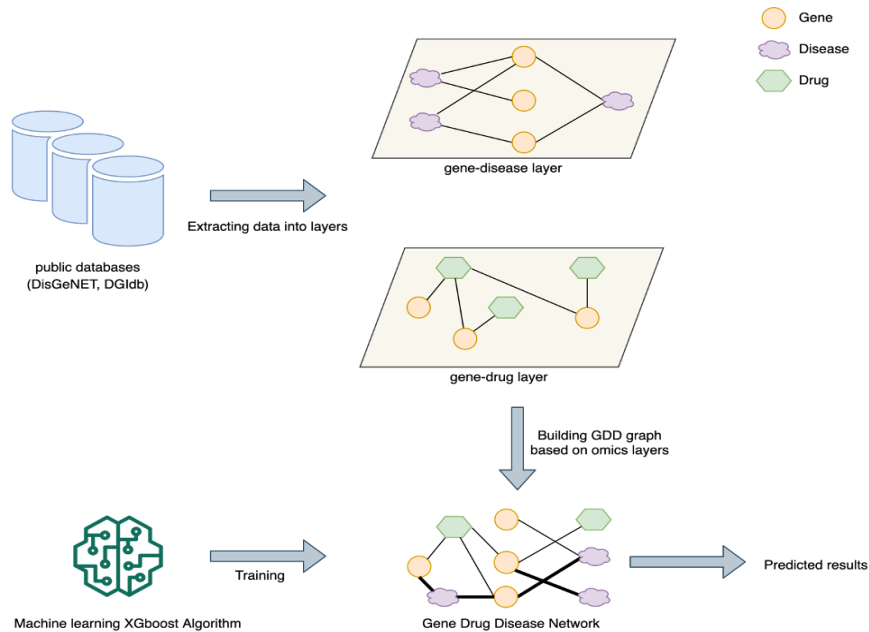 Gene
Disease
Drug
gene-disease layer
Extracting data into layers
public databases
(DisGeNET, DGIdb)
gene-drug layer
Building GDD graph
based on omics layers
Training
Predicted results
Machine learning XGboost Algorithm
Gene Drug Disease Network